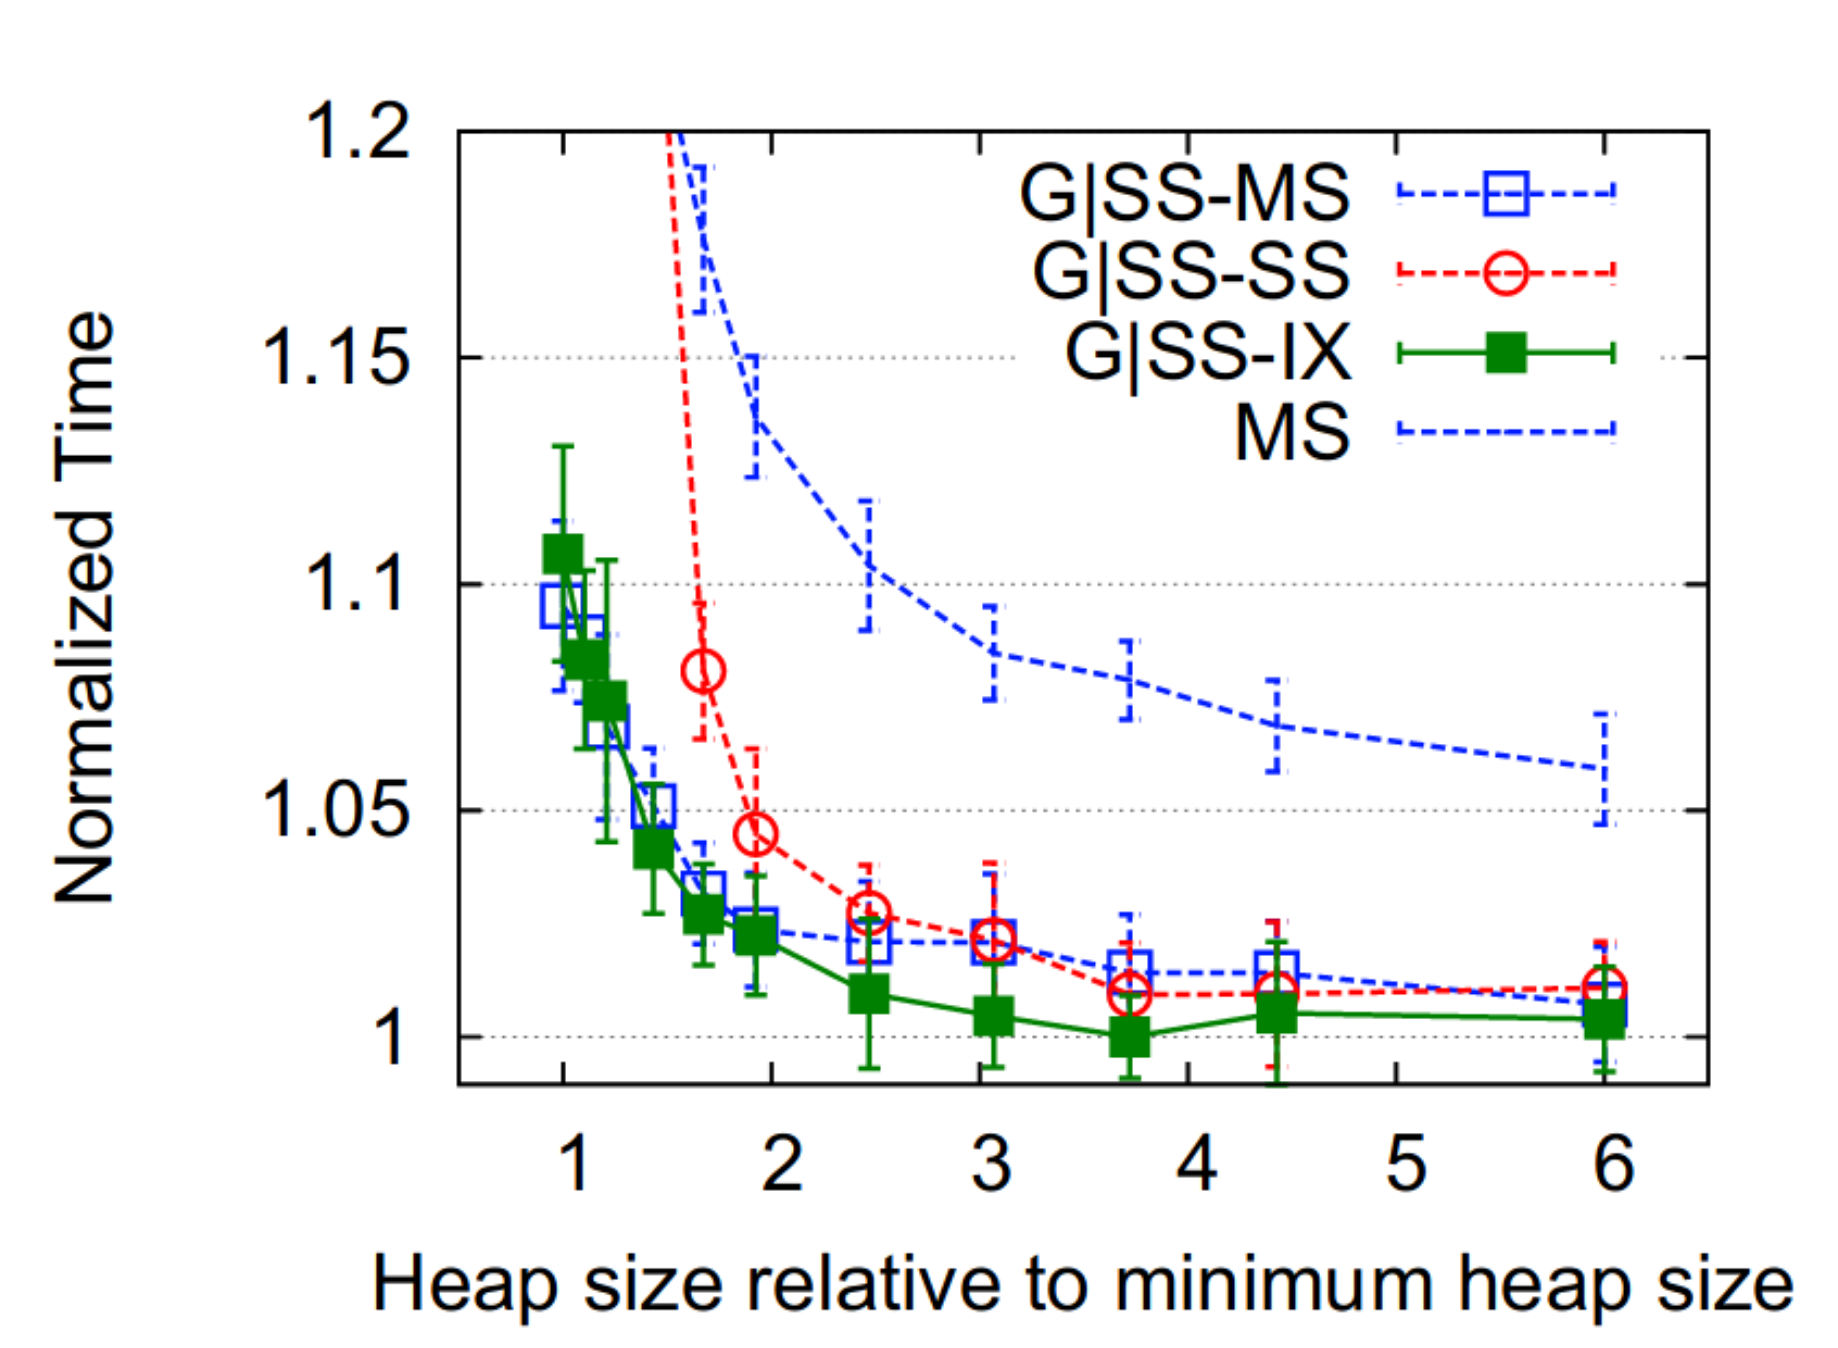 1.2
1.15
1.1
1.05
1
Normalized Time
G|SS-MS
G|SS-SS
G|SS-IX
MS
1 2 3 4 5 6
Heap size relative to minimum heap size